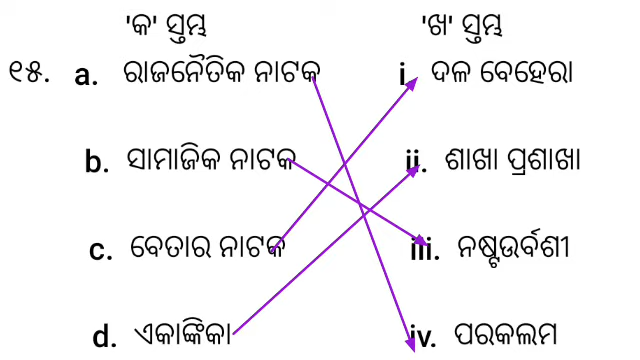 'କ' ସ୍ତମ୍ଭ 'ଖ' ସ୍ତମ୍ଭ
୧୫. a. ରାଜନୈତିକ ନାଟକ i. ଦଳ ବେହେରା
b. ସାମାଜିକ ନାଟକ ii. ଶାଖା ପ୍ରଶାଖା
c. ବେତାର ନାଟକ iii. ନଷ୍ଟଉର୍ବଶୀ
d. ଏକାଙ୍କିକା iv. ପରକଲମ